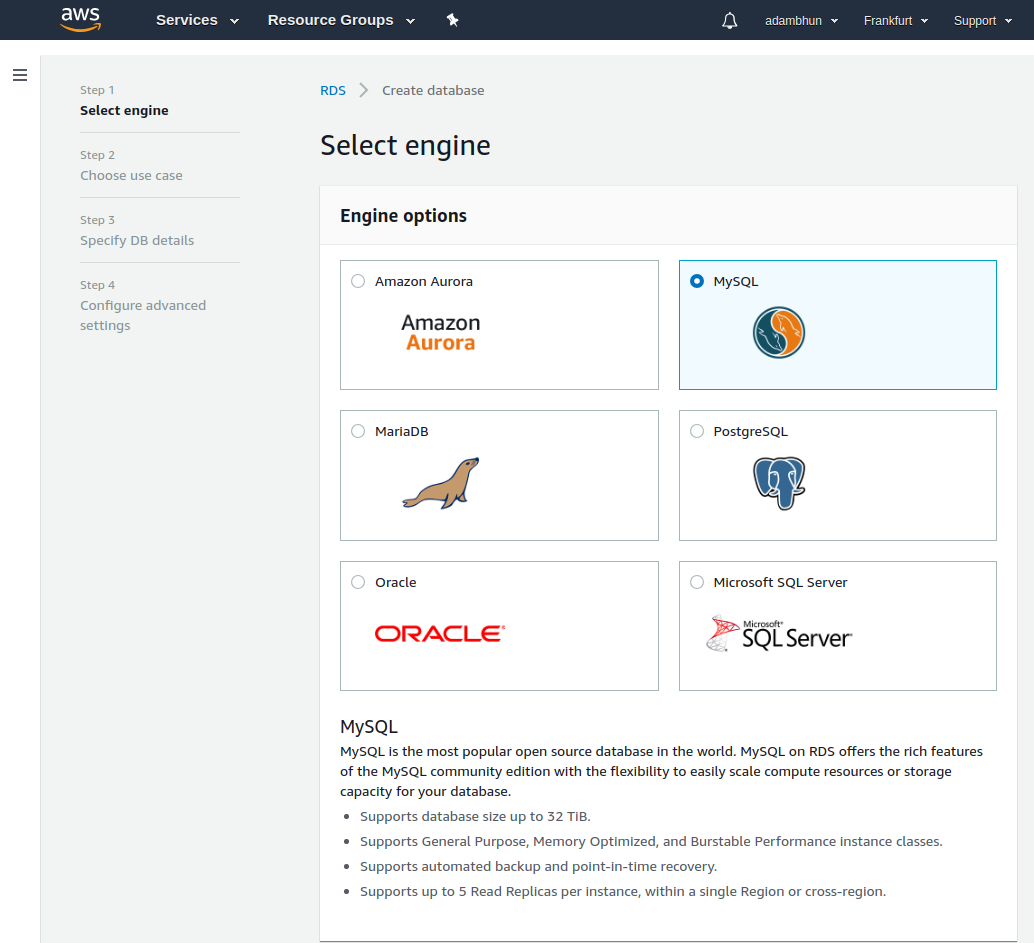 aws Services Resource Groups adambhun Frankfurt Support
Step 1
Select engine
Step 2
Choose use case
Step 3
Specify DB details
Step 4
Configure advanced
settings
RDS Create database
Select engine
Engine options
Amazon Aurora
Amazon
Aurora
MySQL
MariaDB
PostgreSQL
Oracle
ORACLE®
Microsoft SQL Server
Microsoft®
SQL Server®
MySQL
MySQL is the most popular open source database in the world. MySQL on RDS offers the rich features
of the MySQL community edition with the flexibility to easily scale compute resources or storage
capacity for your database.
• Supports database size up to 32 TiB.
• Supports General Purpose, Memory Optimized, and Burstable Performance instance classes.
• Supports automated backup and point-in-time recovery.
• Supports up to 5 Read Replicas per instance, within a single Region or cross-region.